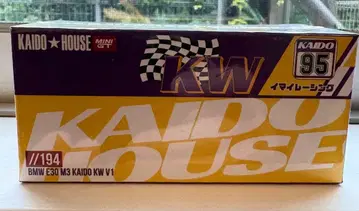 KAIDO★HOUSE MINI GT
KW
KAIDO
95
イマイレーシング
KAIDO
HOUSE
//194
BMW E30 M3 KAIDO KW V1